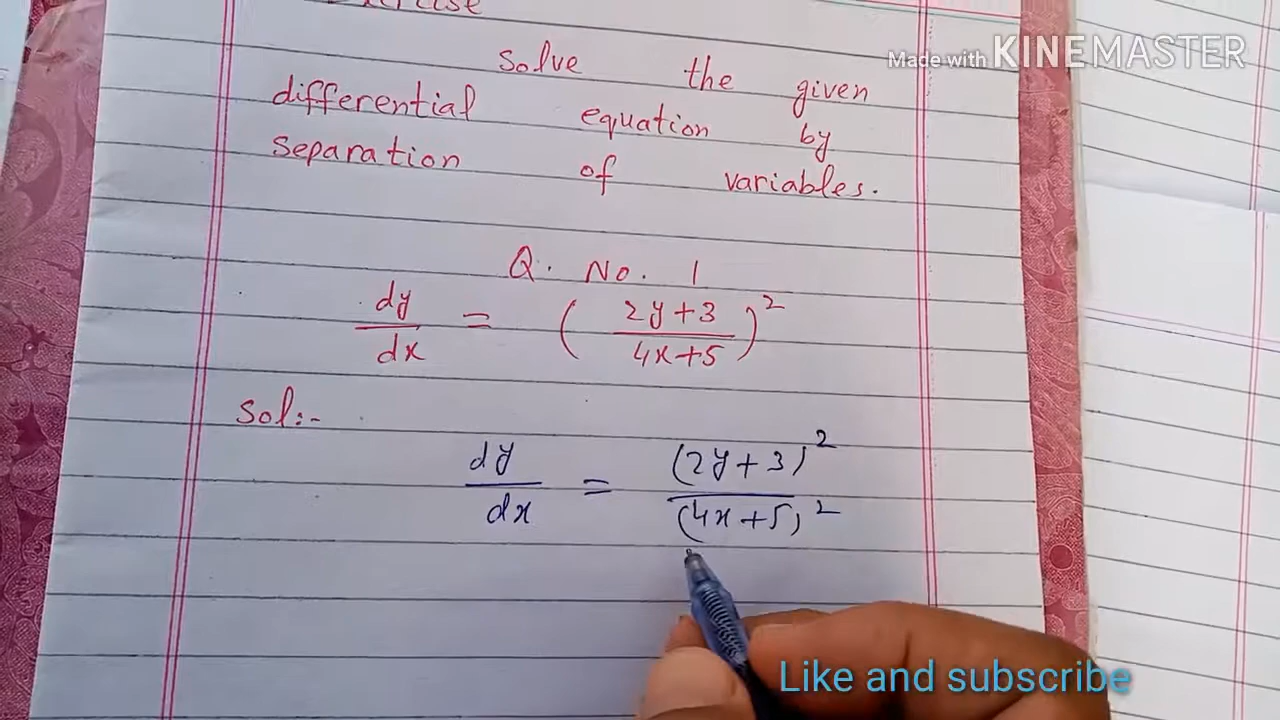 Made with KINEMASTER
Solve the given
differential equation by
separation of variables.
Q. No. 1
dy/dx = (2y+3/4x+5)²
Sol:-
dy/dx = (2y+3)²/(4x+5)²
Like and subscribe